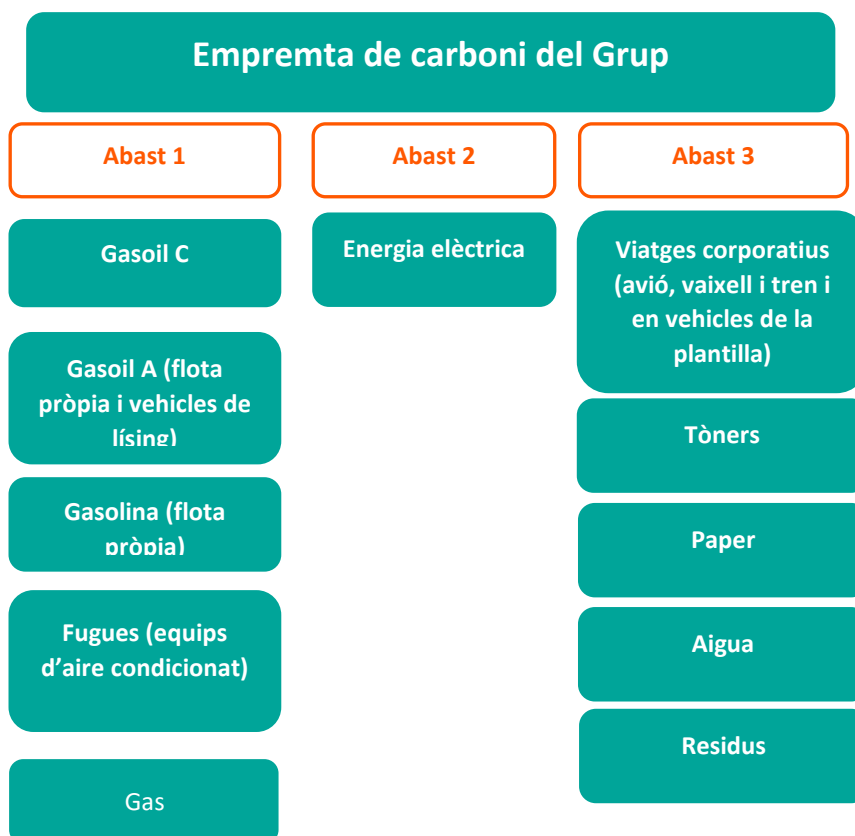 Empremta de carboni del Grup
Abast 1
Abast 2
Abast 3
Gasoil C
Energia elèctrica
Viatges corporatius
(avió, vaixell i tren i
en vehicles de la
plantilla)
Gasoil A (flota
pròpia i vehicles de
lísing)
Tòners
Gasolina (flota
pròpia)
Paper
Fugues (equips
d’aire condicionat)
Aigua
Residus
Gas